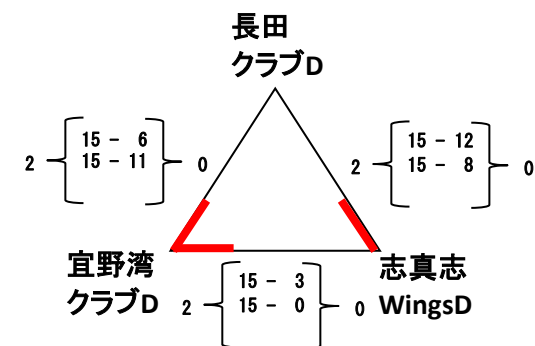 長田
クラブD
2 15 - 6 0
15 - 11
2 15 - 12 0
15 - 8
宜野湾
クラブD
2 15 - 3 0
15 - 0
志真志
WingsD